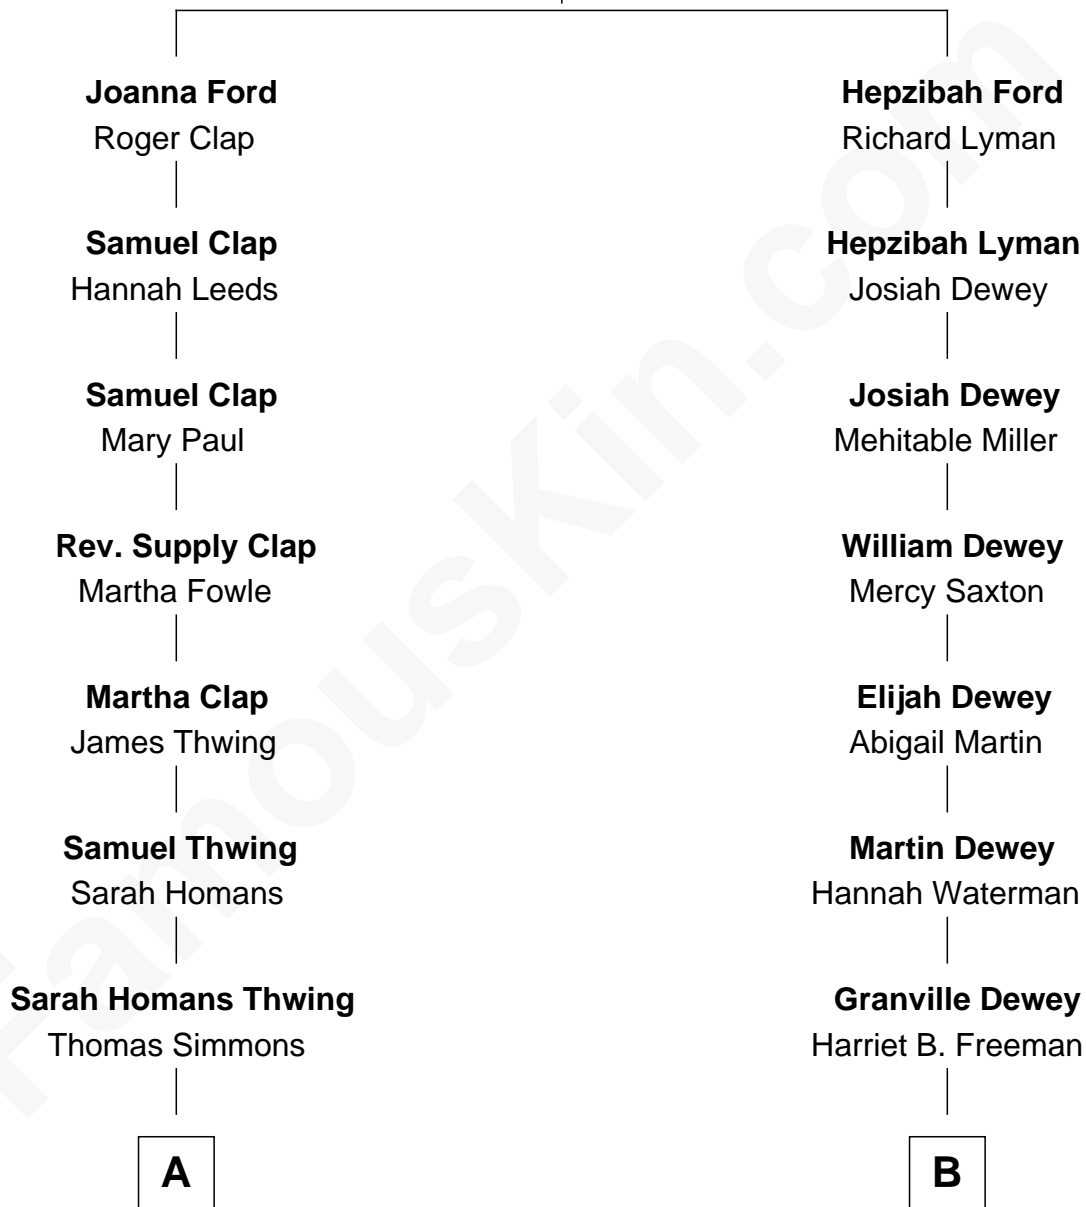 Joanna Ford
Roger Clap
Samuel Clap
Hannah Leeds
Samuel Clap
Mary Paul
Rev. Supply Clap
Martha Fowle
Martha Clap
James Thwing
Samuel Thwing
Sarah Homans
Sarah Homans Thwing
Thomas Simmons
A
Hepzibah Ford
Richard Lyman
Hepzibah Lyman
Josiah Dewey
Josiah Dewey
Mehitable Miller
William Dewey
Mercy Saxton
Elijah Dewey
Abigail Martin
Martin Dewey
Hannah Waterman
Granville Dewey
Harriet B. Freeman
B
FamousKin.com